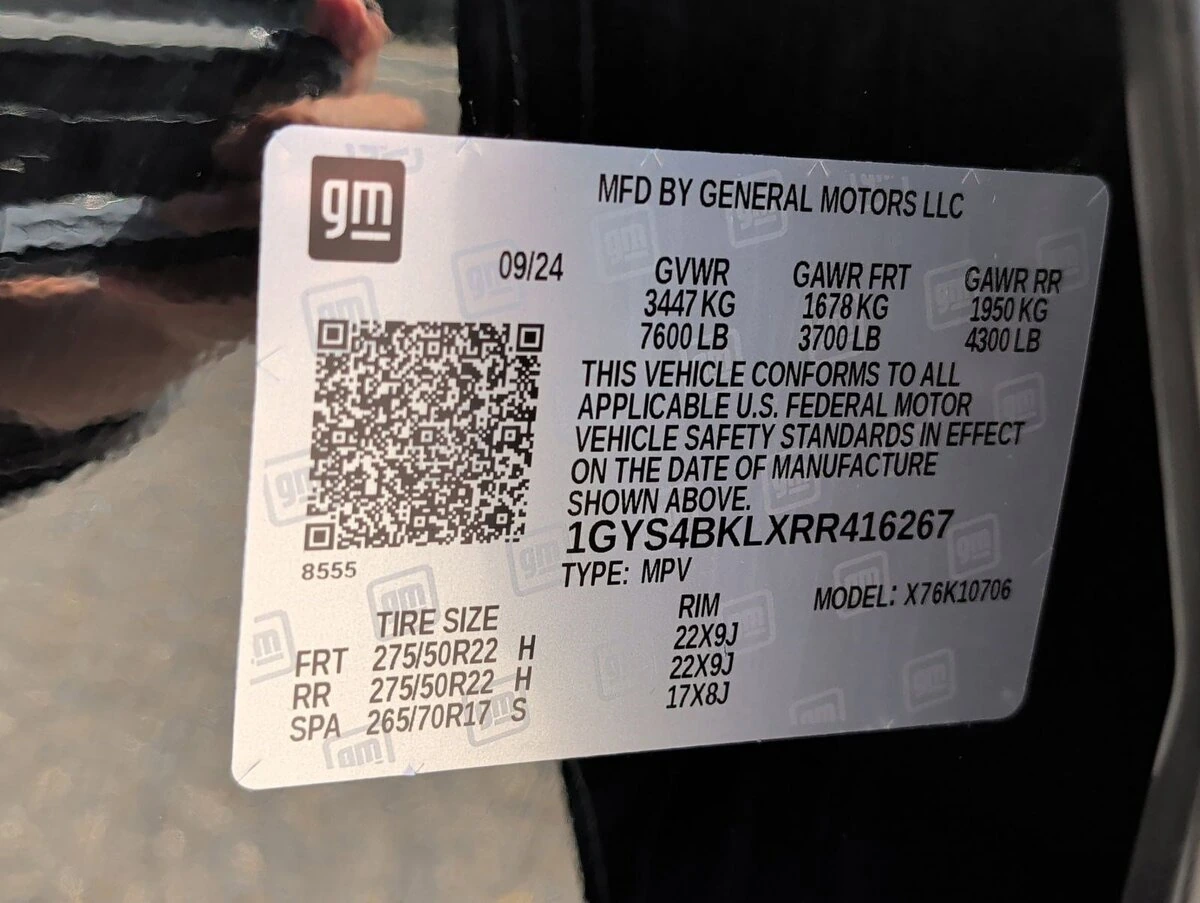 gm
MFD BY GENERAL MOTORS LLC
09/24
GVWR GAWR FRT GAWR RR
3447 KG 1678 KG 1950 KG
7600 LB 3700 LB 4300 LB
THIS VEHICLE CONFORMS TO ALL
APPLICABLE U.S. FEDERAL MOTOR
VEHICLE SAFETY STANDARDS IN EFFECT
ON THE DATE OF MANUFACTURE
SHOWN ABOVE.
1GYS4BKLXRR416267
8555
TYPE: MPV
MODEL: X76K10706
TIRE SIZE RIM
FRT 275/50R22 H 22X9J
RR 275/50R22 H 22X9J
SPA 265/70R17 S 17X8J